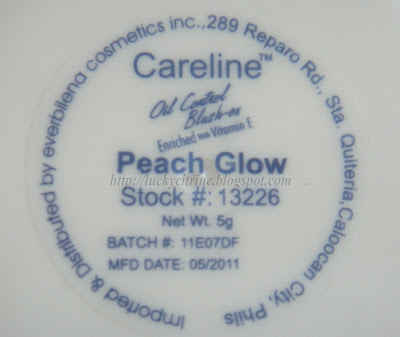 Imported & Distributed by everbilena cosmetics inc.,289 Reparo Rd., Sta. Quiteria,Caloocan City, Phils
Careline™
Oil Control
Blush-on
Enriched with Vitamin E
Peach Glow
http://luckycitrine.blogspot.com
Stock #: 13226
Net Wt. 5g
BATCH #: 11E07DF
MFD DATE: 05/2011